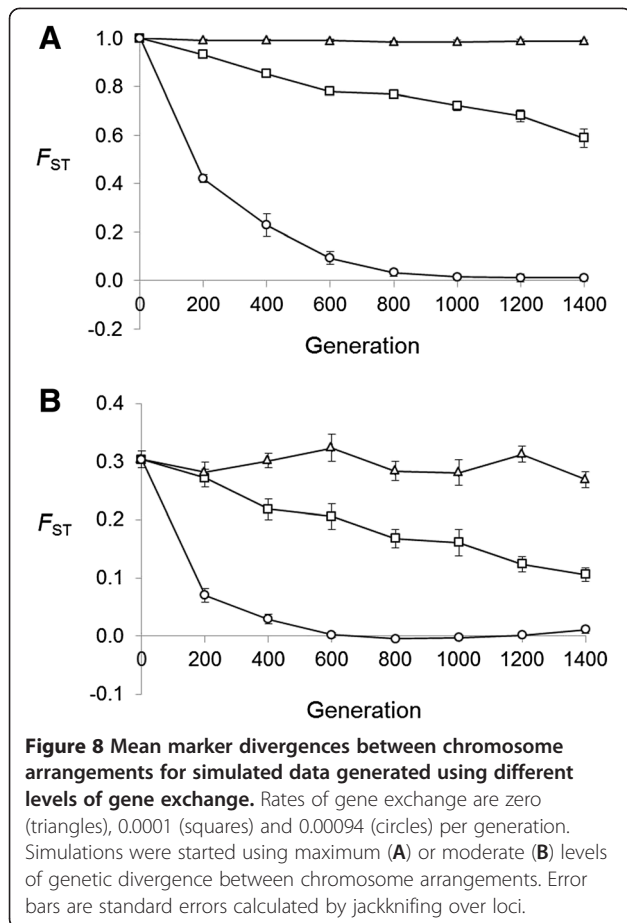 A
1.0
0.8
0.6
FST
0.4
0.2
0.0
0 200 400 600 800 1000 1200 1400
-0.2
Generation
B
0.4
0.3
0.2
FST
0.1
0.0
0 200 400 600 800 1000 1200 1400
-0.1
Generation
Figure 8 Mean marker divergences between chromosome
arrangements for simulated data generated using different
levels of gene exchange. Rates of gene exchange are zero
(triangles), 0.0001 (squares) and 0.00094 (circles) per generation.
Simulations were started using maximum (A) or moderate (B) levels
of genetic divergence between chromosome arrangements. Error
bars are standard errors calculated by jackknifing over loci.